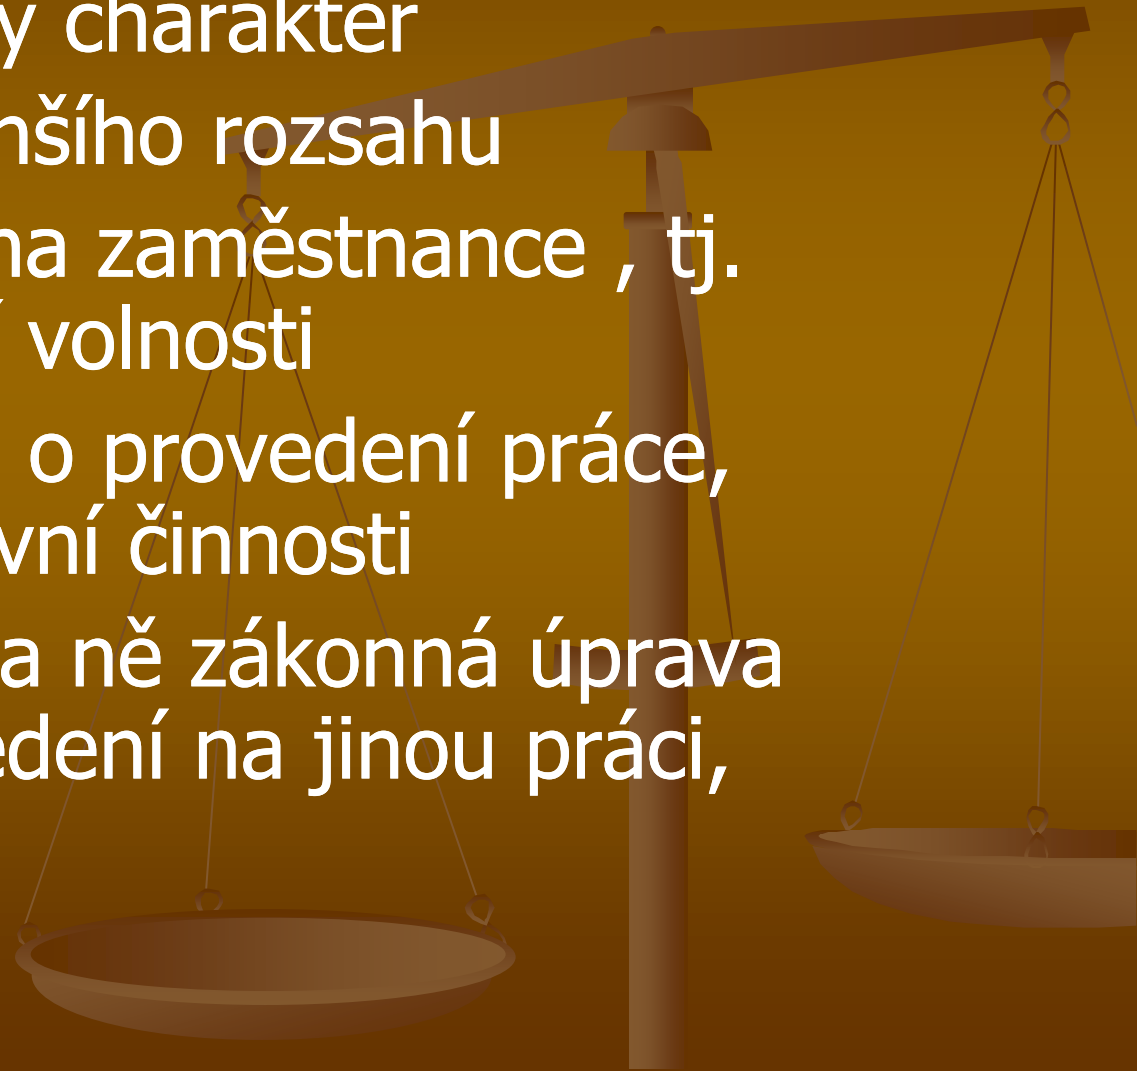 y charakter
nšího rozsahu
na zaměstnance , tj.
í volnosti
o provedení práce,
vní činnosti
a ně zákonná úprava
edení na jinou práci,